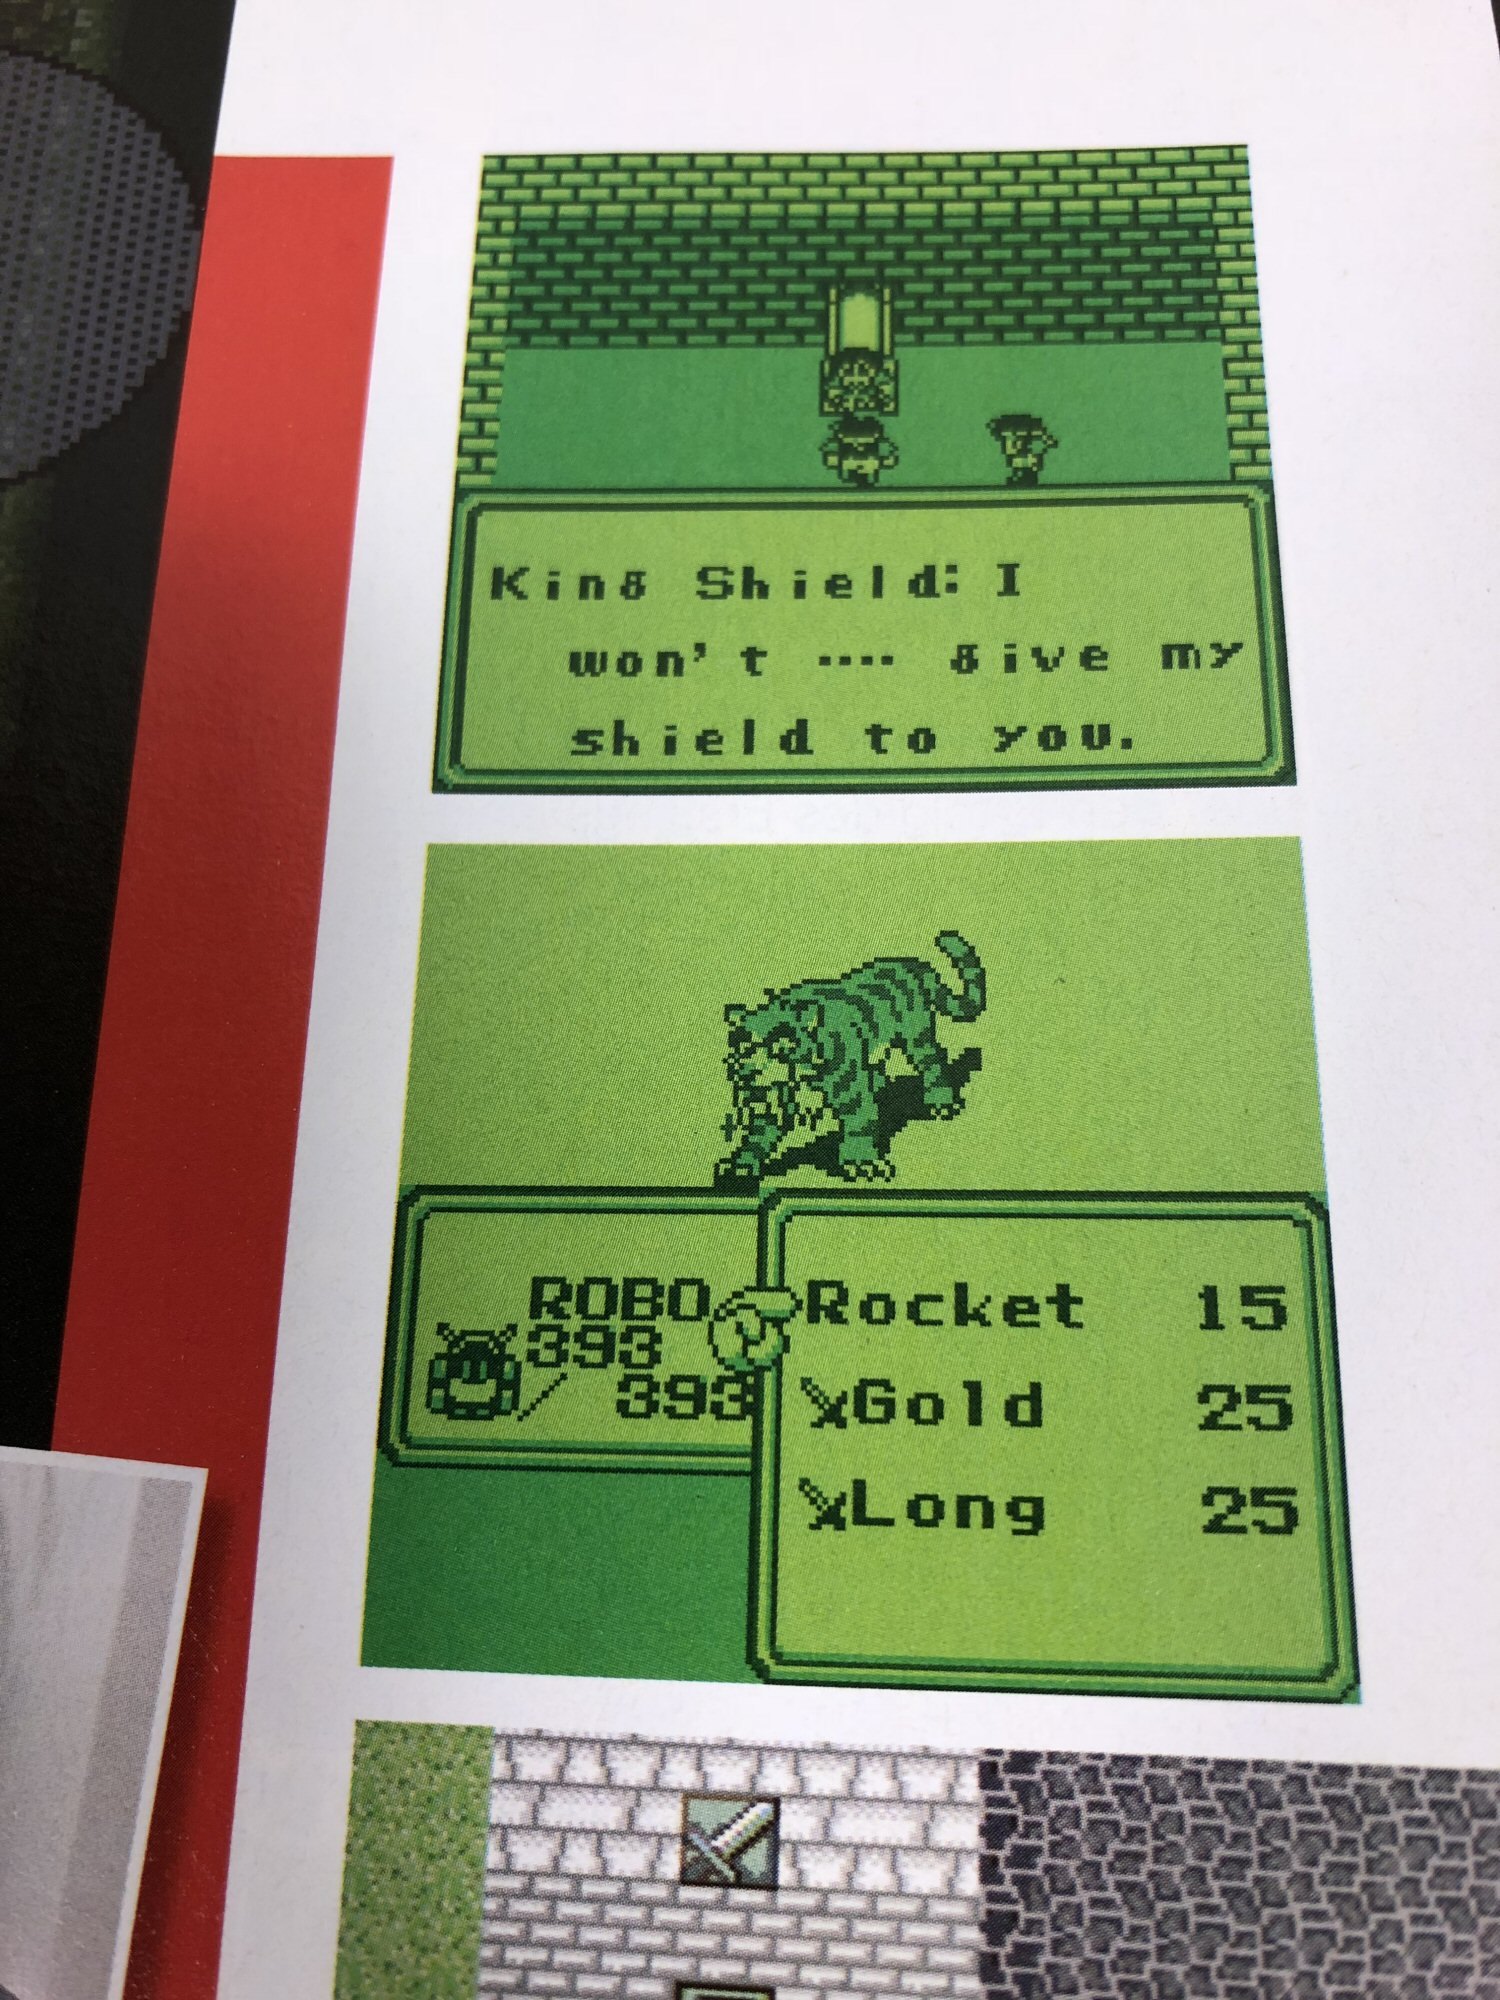 King Shield: I
won't .... give my
shield to you.
ROBO
393
/ 393
Rocket 15
Gold 25
Long 25